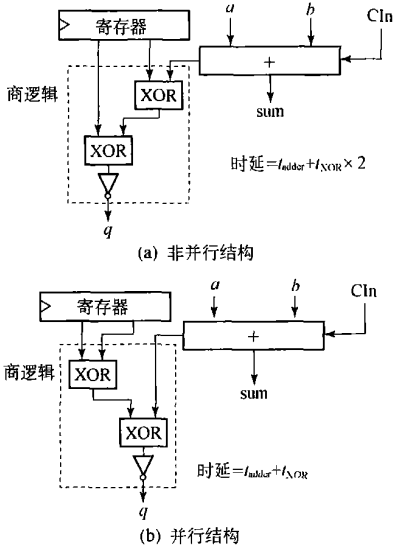 寄存器
a
b
CIn
+
商逻辑
XOR
XOR
sum
时延=tadder+tXOR×2
q
(a) 非并行结构
寄存器
a
b
CIn
+
商逻辑
XOR
XOR
sum
时延=tadder+tXOR
q
(b) 并行结构